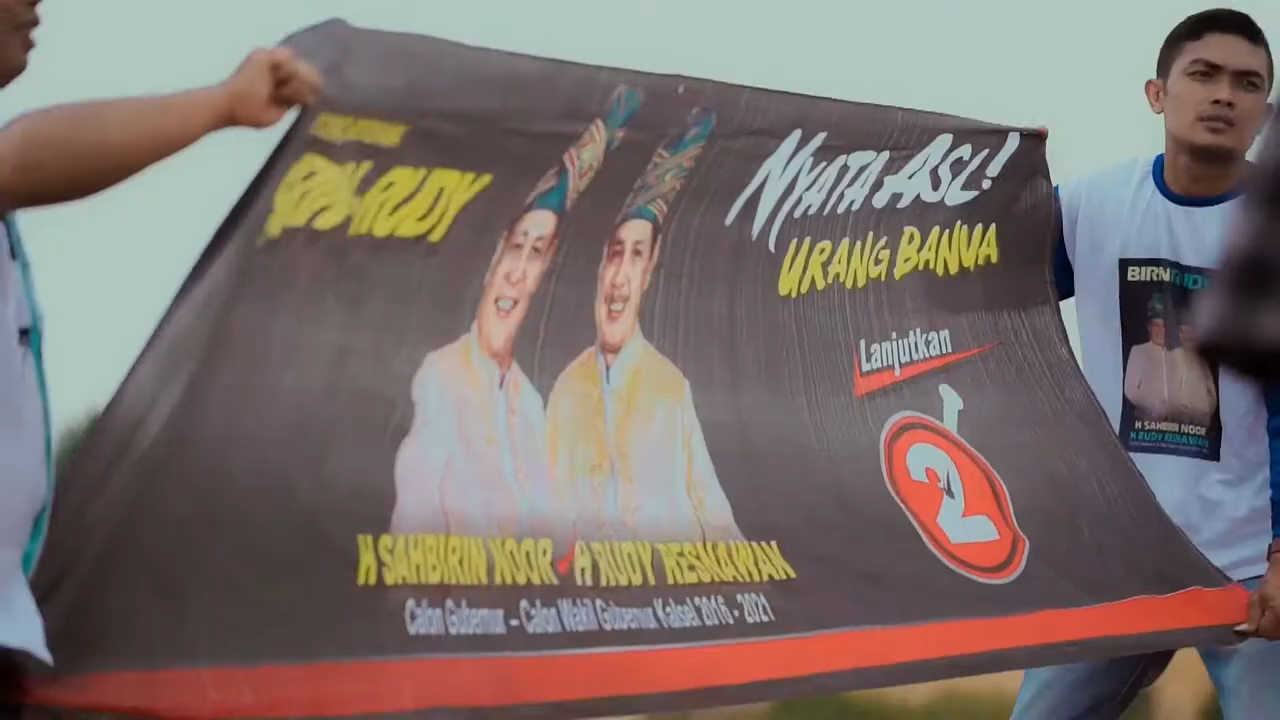 RUDY
NYATA ASLI!
URANG BANUA
Lanjutkan
2
H SAHBIRIN NOOR H RUDY RESNAWAN
Calon Gubernur - Calon Wakil Gubernur Kalsel 2016 - 2021
BIRINRUDY
H SAHBIRIN NOOR
H RUDY RESNAWAN